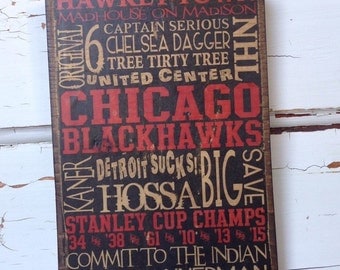 MADHOUSE ON MADISON
ORIGINAL
6
CAPTAIN SERIOUS
CHELSEA DAGGER
TREE TIRTY TREE
UNITED CENTER
NHL
CHICAGO
BLACKHAWKS
KANER
DETROIT SUCKS!
HOSSA
BIG
SAVE
STANLEY CUP CHAMPS
34 '38 '61 '10 '13 '15
COMMIT TO THE INDIAN